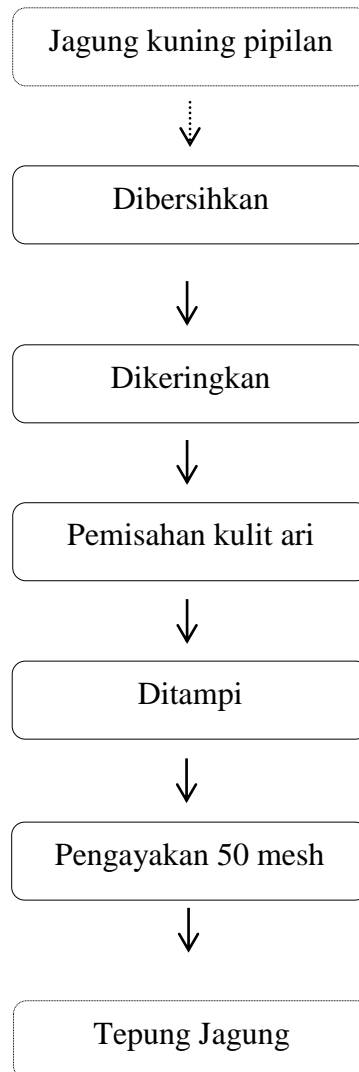 Jagung kuning pipilan
Dibersihkan
Dikeringkan
Pemisahan kulit ari
Ditampi
Pengayakan 50 mesh
Tepung Jagung